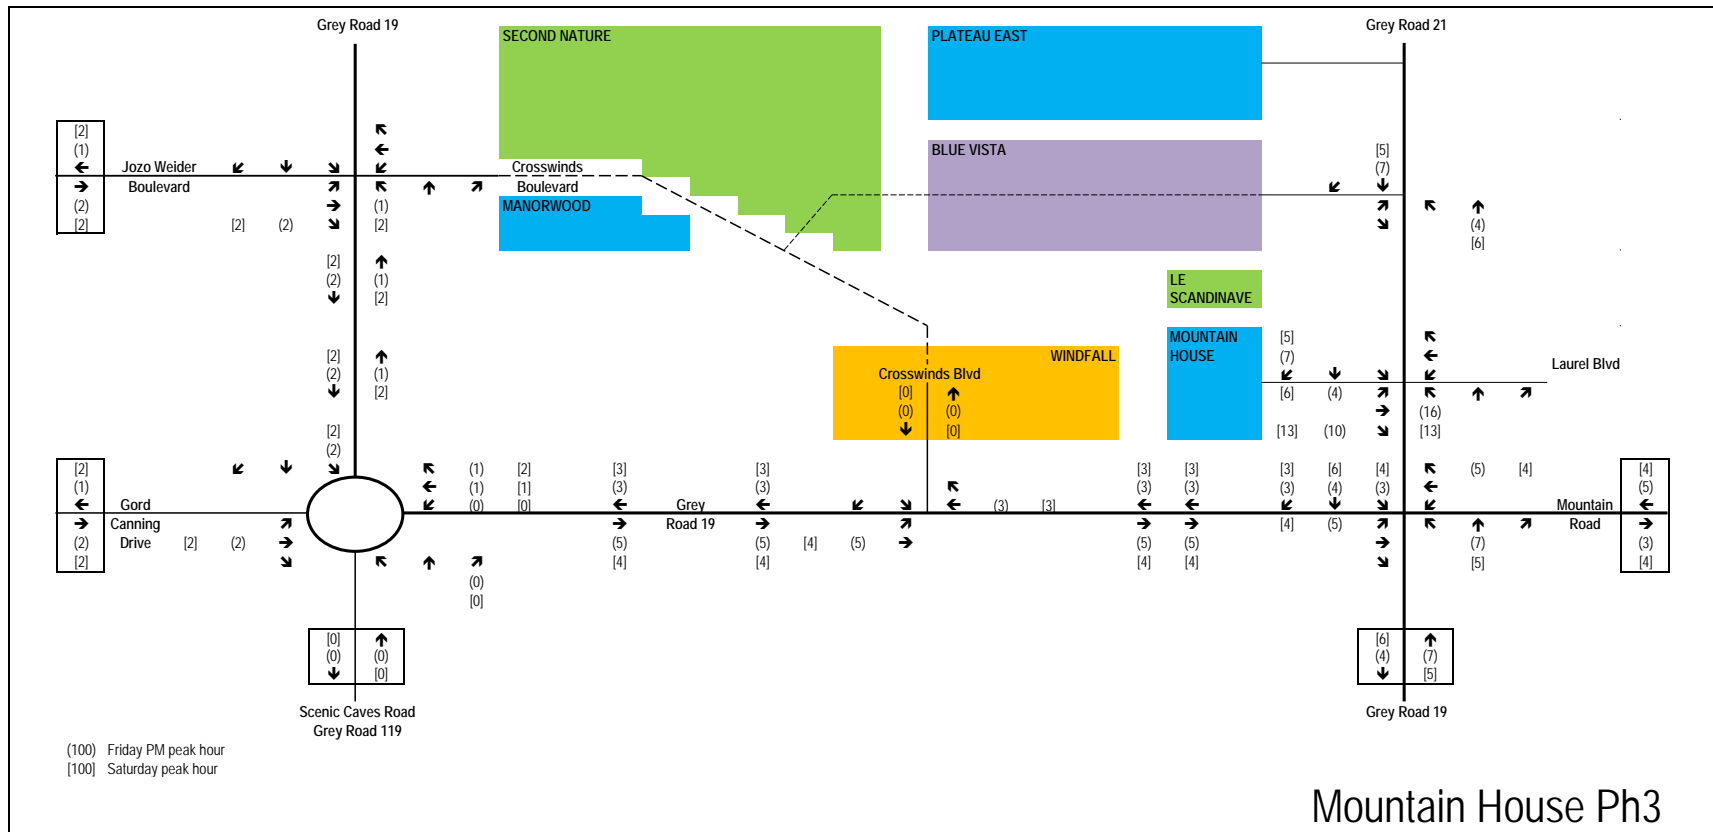 Grey Road 19
Grey Road 21
SECOND NATURE
PLATEAU EAST
[2]
(1)
Jozo Weider
Boulevard
(2)
[2]
[2] (2)
(1)
[2]
Crosswinds
Boulevard
MANORWOOD
BLUE VISTA
[5]
(7)
(4)
[6]
[2]
(2)
(1)
[2]
LE
SCANDINAVE
MOUNTAIN
HOUSE
[5]
(7)
[6] (4)
(16)
[13] (10) [13]
Laurel Blvd
[2]
(2)
(1)
[2]
WINDFALL
Crosswinds Blvd
[0]
(0) (0)
[0]
[2]
(2)
[2]
(1)
Gord
Canning
Drive
(2)
[2]
[2] (2)
(1) [2]
(1) [1]
(0) [0]
(0)
[0]
[3]
(3)
Grey
Road 19
(5)
[4]
[3]
(3)
(5) [4] (5)
[4]
(3) [3]
[3] [3]
(3) (3)
(5) (5)
[4] [4]
[3] [6] [4]
(3) (4) (3)
[4] (5)
(5) [4]
(7)
[5]
Mountain
Road
[4]
(5)
(3)
[4]
[0]
(0) (0)
[0]
Scenic Caves Road
Grey Road 119
[6]
(4) (7)
[5]
Grey Road 19
(100) Friday PM peak hour
[100] Saturday peak hour
Mountain House Ph3